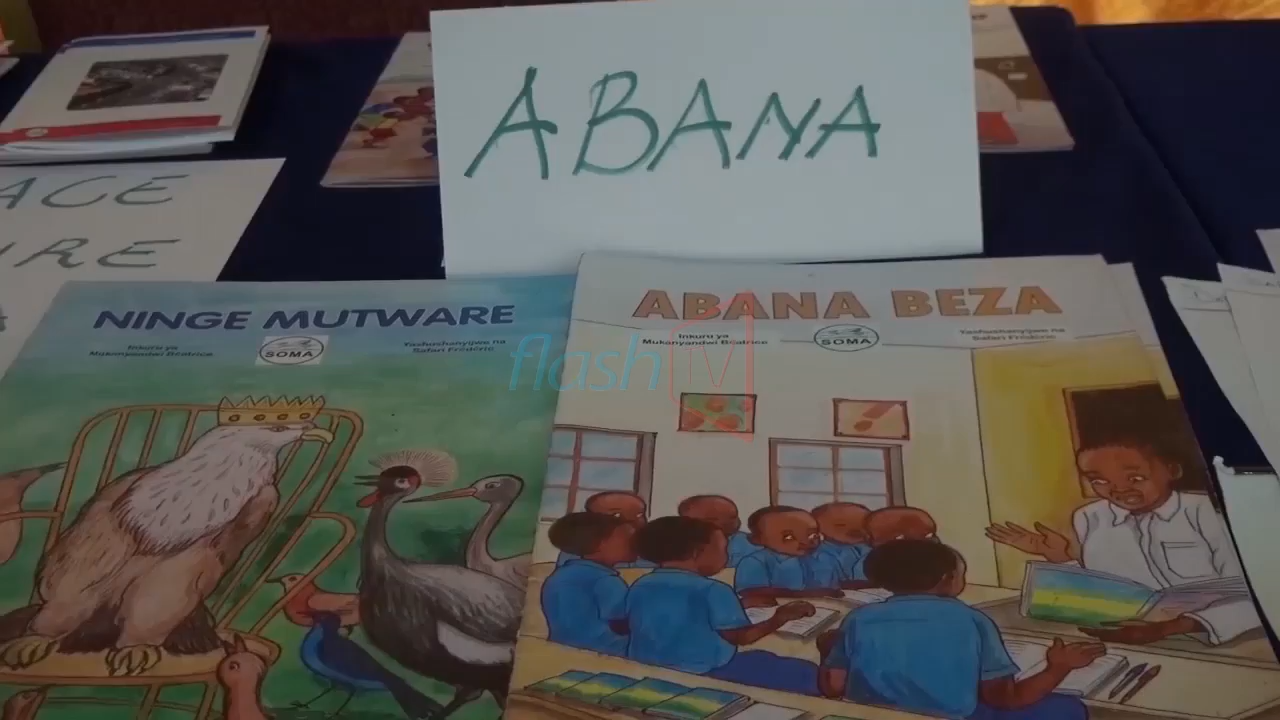 ABANA
ACE
RE
NINGE MUTWARE
Inkuru ya
Mukanyandwi Béatrice
SOMA
Yashushanyijwe na
Safari Frédéric
ABANA BEZA
Inkuru ya
Mukanyandwi Béatrice
SOMA
Yashushanyijwe na
Safari Frédéric
flash tv